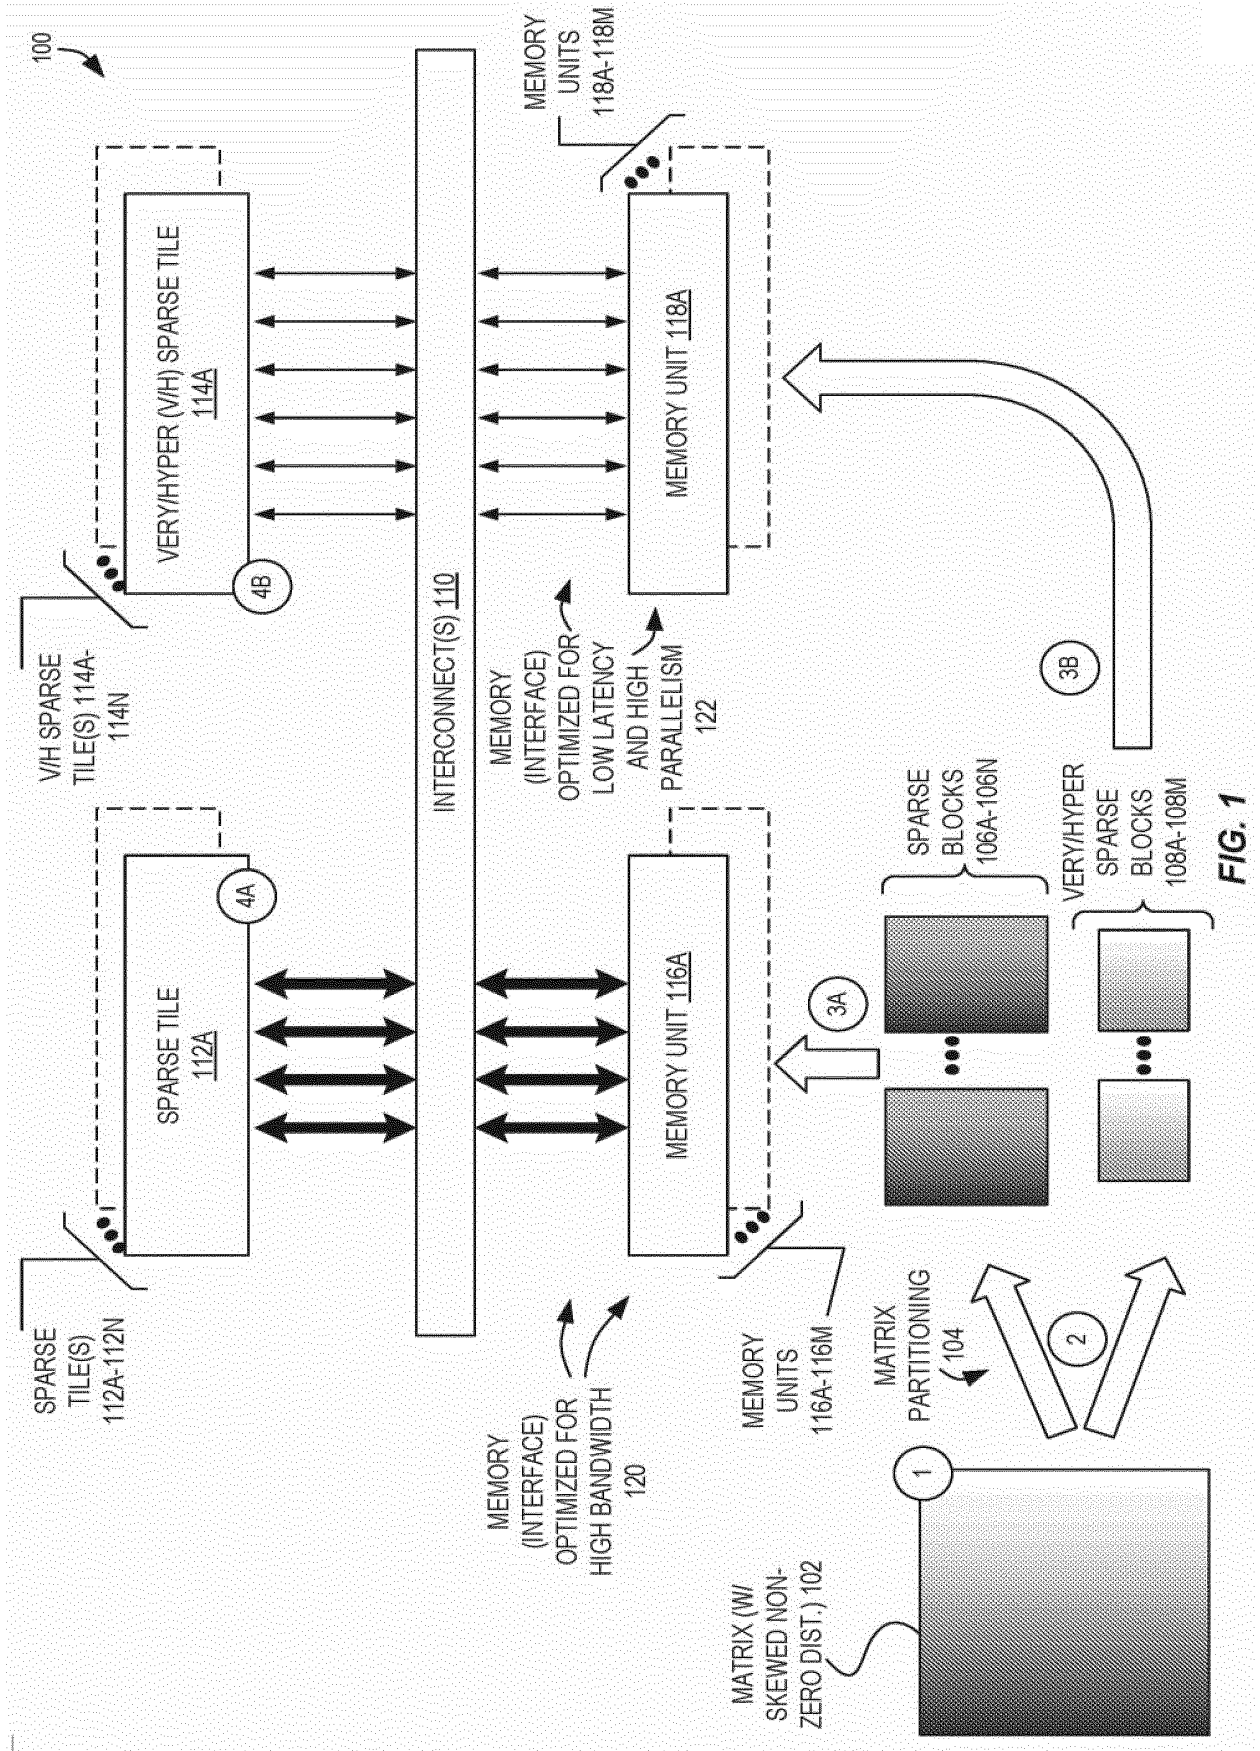 100
SPARSE
TILE(S)
112A-112N
SPARSE TILE
112A
4A
V/H SPARSE
TILE(S) 114A-
114N
VERY/HYPER (V/H) SPARSE TILE
114A
4B
INTERCONNECT(S) 110
MEMORY
(INTERFACE)
OPTIMIZED FOR
HIGH BANDWIDTH
120
MEMORY UNIT 116A
MEMORY
UNITS
116A-116M
MEMORY
(INTERFACE)
OPTIMIZED FOR
LOW LATENCY
AND HIGH
PARALLELISM
122
MEMORY UNIT 118A
MEMORY
UNITS
118A-118M
MATRIX (W/
SKEWED NON-
ZERO DIST.) 102
1
MATRIX
PARTITIONING
104
2
3A
SPARSE
BLOCKS
106A-106N
VERY/HYPER
SPARSE
BLOCKS
108A-108M
3B
FIG. 1